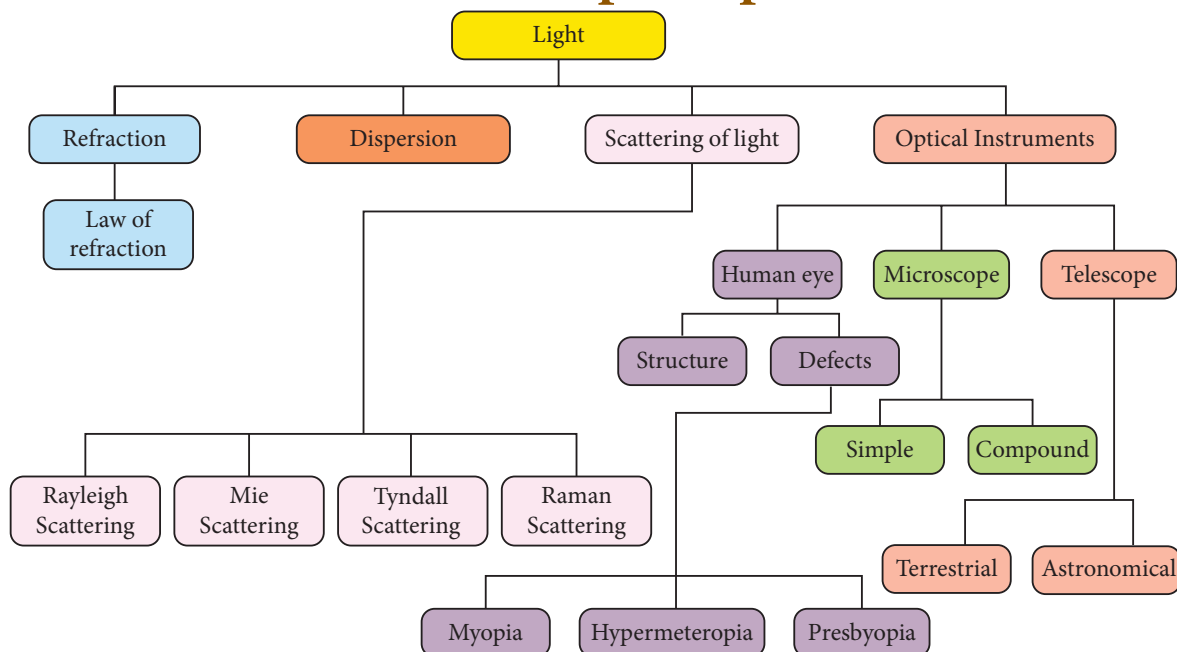 Light
Refraction
Dispersion
Scattering of light
Optical Instruments
Law of
refraction
Human eye
Microscope
Telescope
Structure
Defects
Simple
Compound
Rayleigh
Scattering
Mie
Scattering
Tyndall
Scattering
Raman
Scattering
Terrestrial
Astronomical
Myopia
Hypermeteropia
Presbyopia